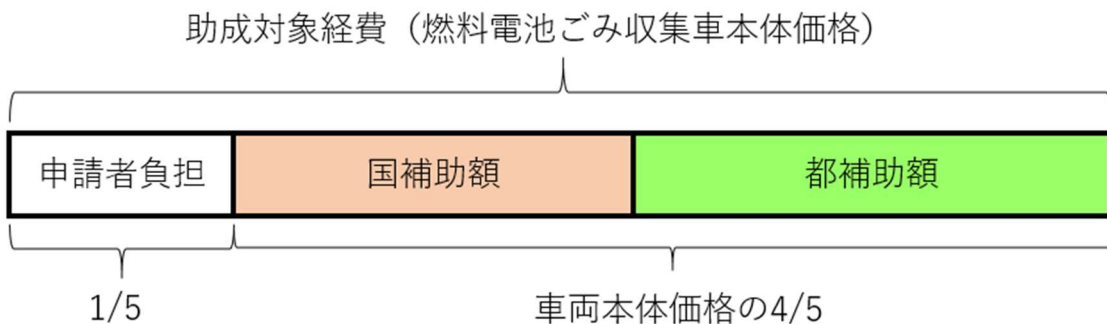 助成対象経費（燃料電池ごみ収集車本体価格）
申請者負担
国補助額
都補助額
1/5
車両本体価格の4/5